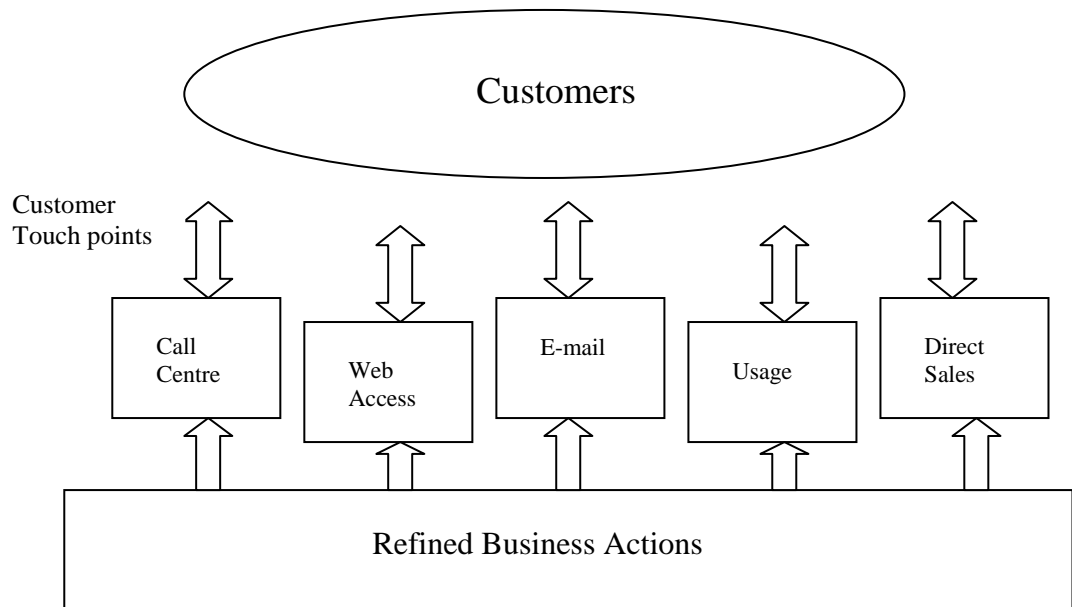 Customers
Customer
Touch points
Call
Centre
Web
Access
E-mail
Usage
Direct
Sales
Refined Business Actions